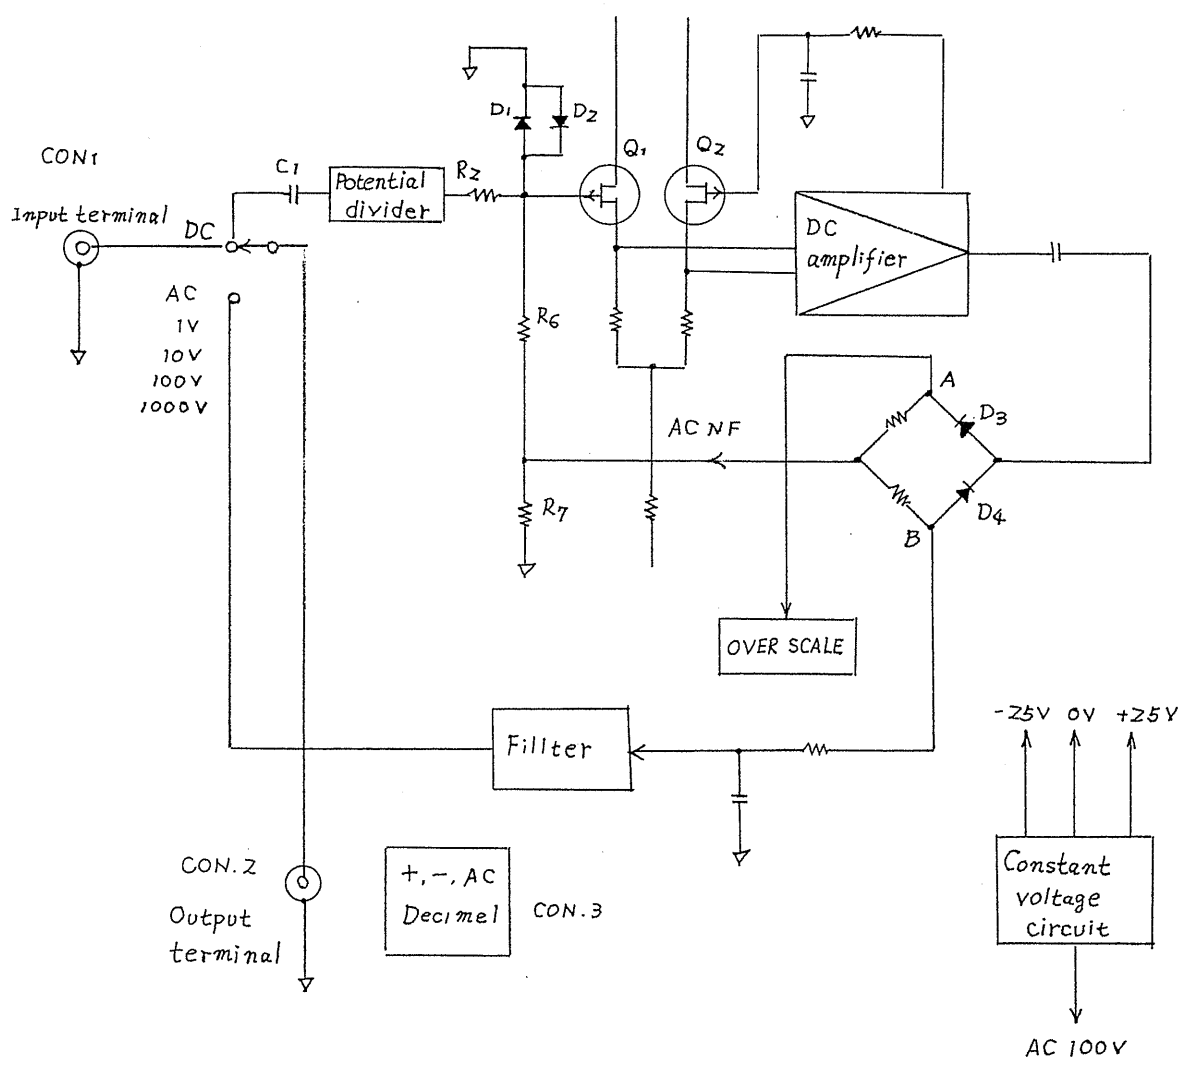 CON1
Input terminal
DC
AC
1V
10V
100V
1000V
C1
Potential
divider
R2
D1
D2
Q1
Q2
DC
amplifier
R6
R7
AC NF
A
D3
D4
B
OVER SCALE
Fillter
CON.2
Output
terminal
+, -, AC
Decimel
CON.3
-25V 0V +25V
Constant
voltage
circuit
AC 100V